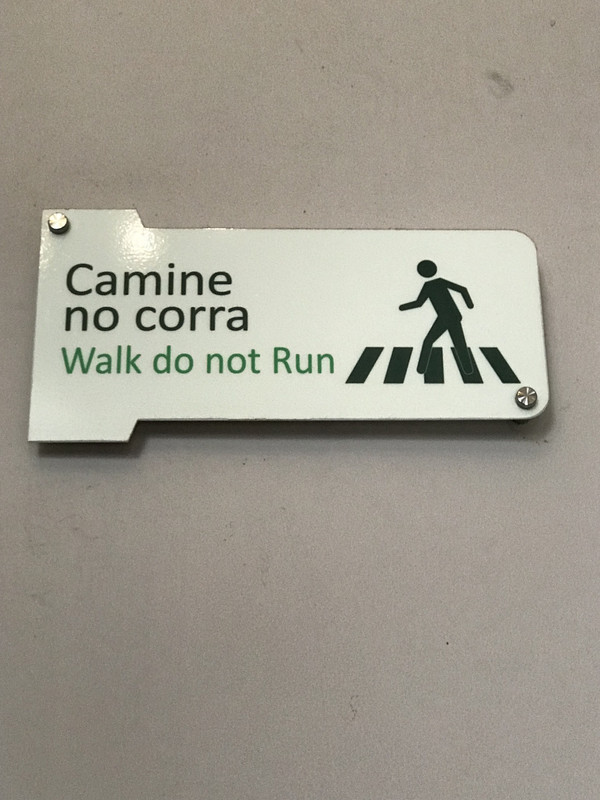 Camine
no corra
Walk do not Run